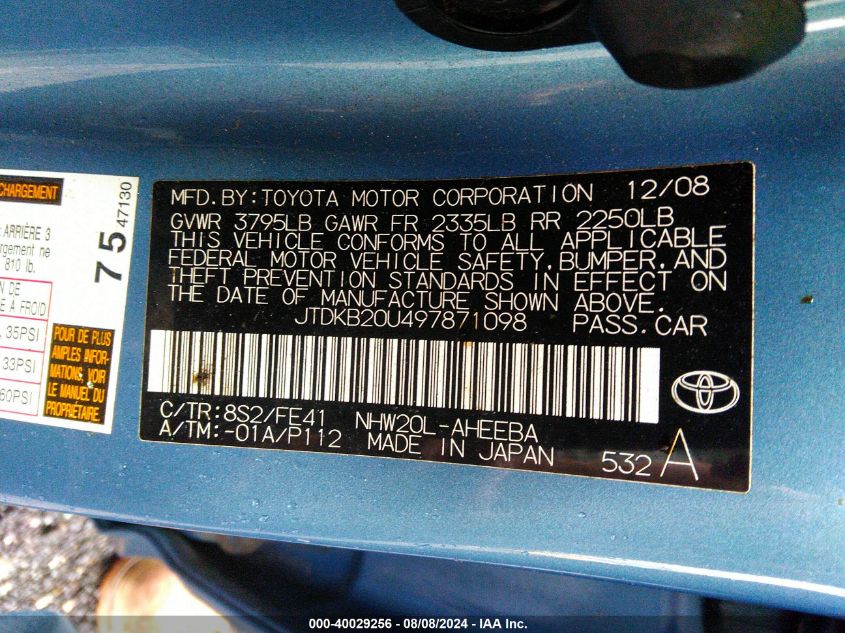 MFD.BY:TOYOTA MOTOR CORPORATION 12/08
GVWR 3795LB GAWR FR 2335LB RR 2250LB
THIS VEHICLE CONFORMS TO ALL APPLICABLE
FEDERAL MOTOR VEHICLE SAFETY,BUMPER,AND
THEFT PREVENTION STANDARDS IN EFFECT ON
THE DATE OF MANUFACTURE SHOWN ABOVE.
JTDKB20U497871098 PASS.CAR
C/TR:8S2/FE41 NHW20L-AHEEBA
A/TM:-01A/P112 MADE IN JAPAN 532 A
CHARGEMENT
ARRIÈRE 3
ne
810 lb.
N DE
À FROID
35PSI
33PSI
60PSI
75 47130
POUR DE PLUS
AMPLES INFOR-
MATIONS, VOIR
LE MANUEL DU
PROPRIÉTAIRE.
000-40029256 - 08/08/2024 - IAA Inc.